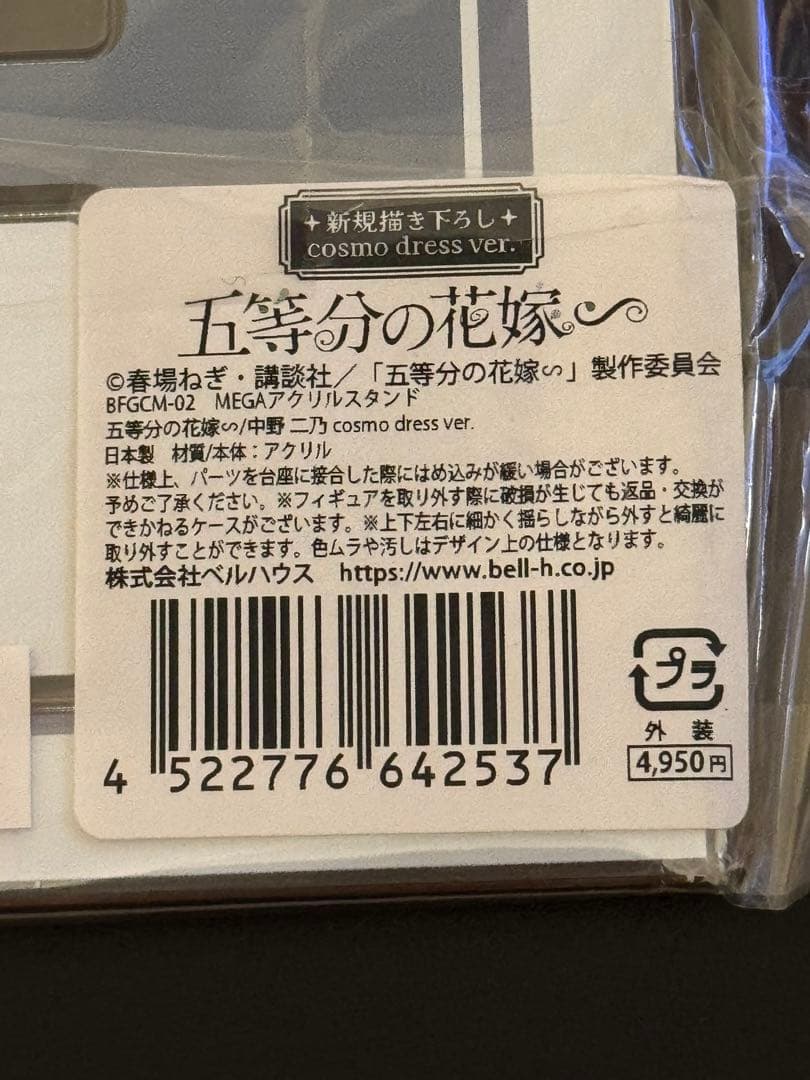 ✦新規描き下ろし✦
cosmo dress ver.
五等分の花嫁∽
©春場ねぎ・講談社／「五等分の花嫁∽」製作委員会
BFGCM-02　MEGAアクリルスタンド
五等分の花嫁∽/中野 二乃 cosmo dress ver.
日本製　材質/本体：アクリル
※仕様上、パーツを台座に接合した際にはめ込みが緩い場合がございます。
予めご了承ください。※フィギュアを取り外す際に破損が生じても返品・交換が
できかねるケースがございます。※上下左右に細かく揺らしながら外すと綺麗に
取り外すことができます。色ムラや汚しはデザイン上の仕様となります。
株式会社ベルハウス　https://www.bell-h.co.jp
4 522776 642537
プラ
外 装
4,950円